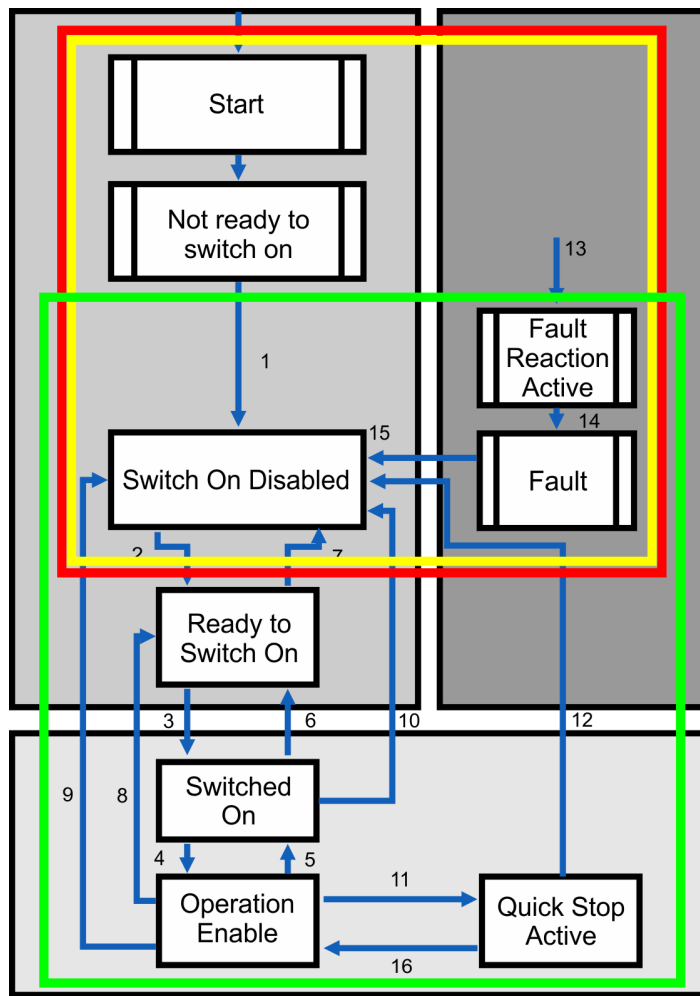 Start
Not ready to
switch on
13
Fault
Reaction
Active
1
14
15
Switch On Disabled
Fault
2
7
Ready to
Switch On
3
6
10
12
9
8
Switched
On
4
5
11
Operation
Enable
Quick Stop
Active
16